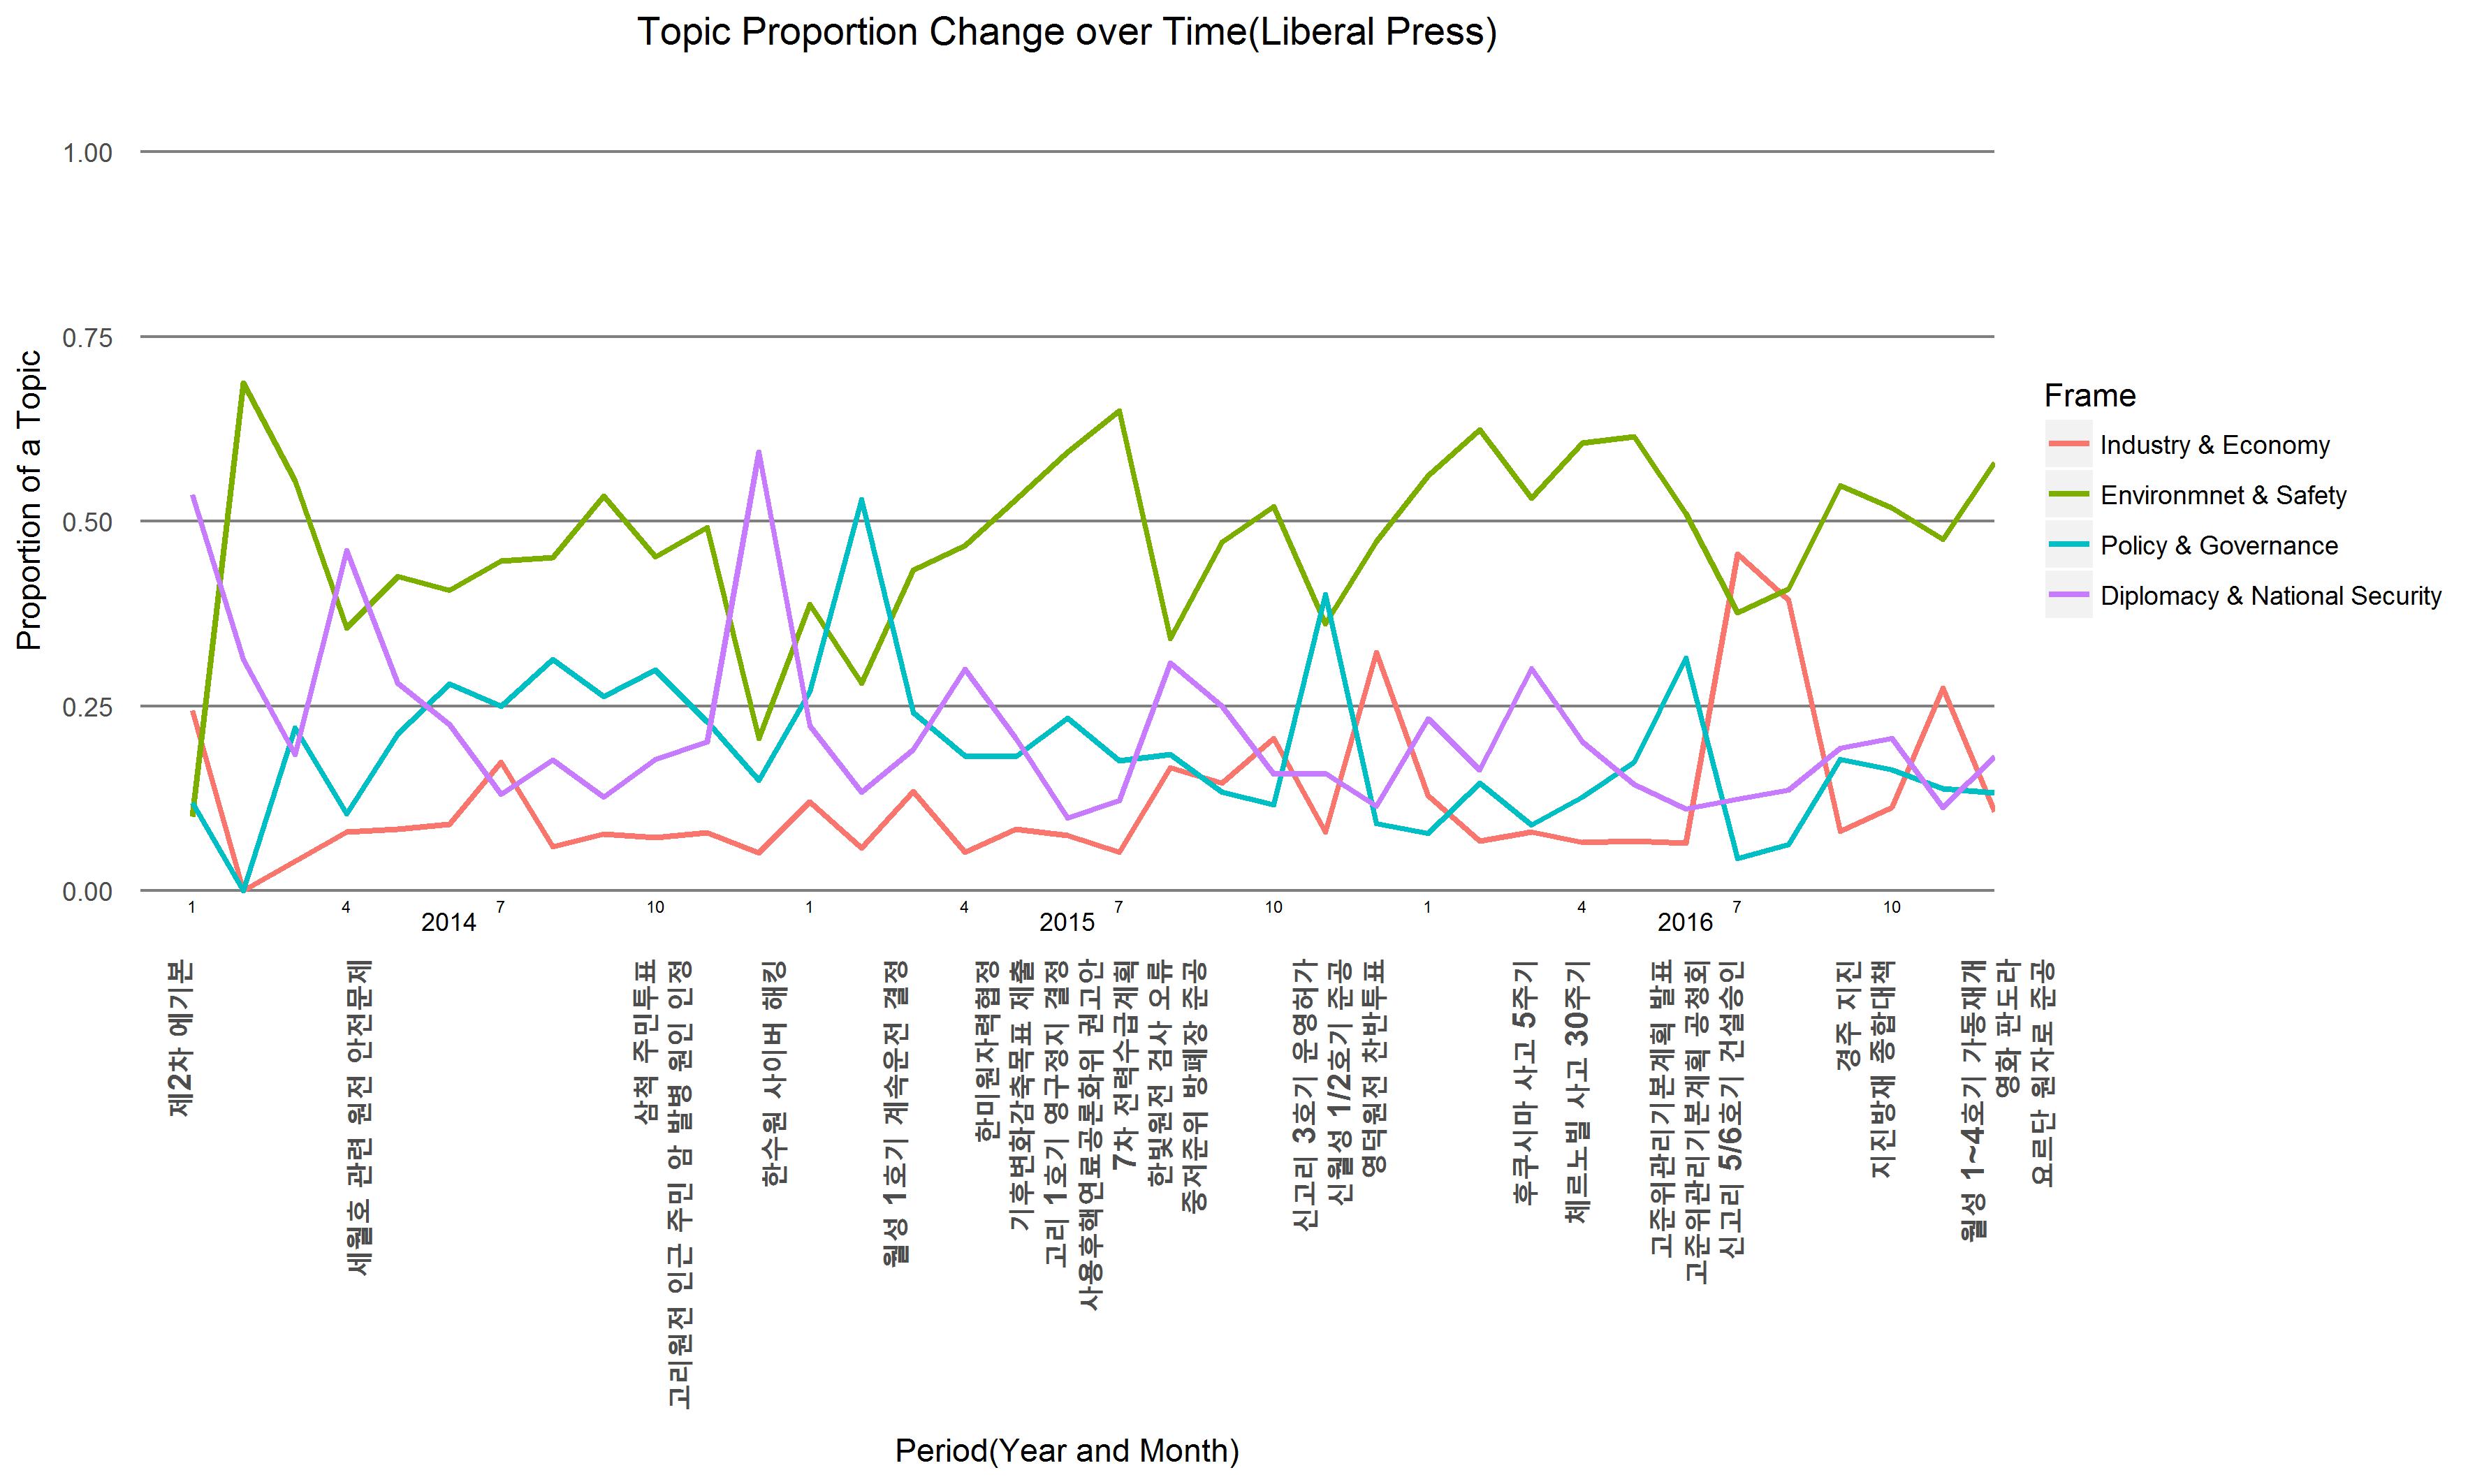 Topic Proportion Change over Time(Liberal Press)
Proportion of a Topic
1.00
0.75
0.50
0.25
0.00
1
4
7
10
1
4
7
10
1
4
7
10
2014
2015
2016
제2차 에기본
세월호 관련 원전 안전문제
삼척 주민투표
고리원전 인근 주민 암 발병 원인 인정
한수원 사이버 해킹
월성 1호기 계속운전 결정
한미원자력협정
기후변화감축목표 제출
고리 1호기 영구정지 결정
사용후핵연료공론화위 권고안
7차 전력수급계획
한빛원전 검사 오류
중저준위 방폐장 준공
신고리 3호기 운영허가
신월성 1/2호기 준공
영덕원전 찬반투표
후쿠시마 사고 5주기
체르노빌 사고 30주기
고준위관리기본계획 발표
고준위관리기본계획 공청회
신고리 5/6호기 건설승인
경주 지진
지진방재 종합대책
월성 1~4호기 가동재개
영화 판도라
요르단 원자로 준공
Period(Year and Month)
Frame
Industry & Economy
Environmnet & Safety
Policy & Governance
Diplomacy & National Security